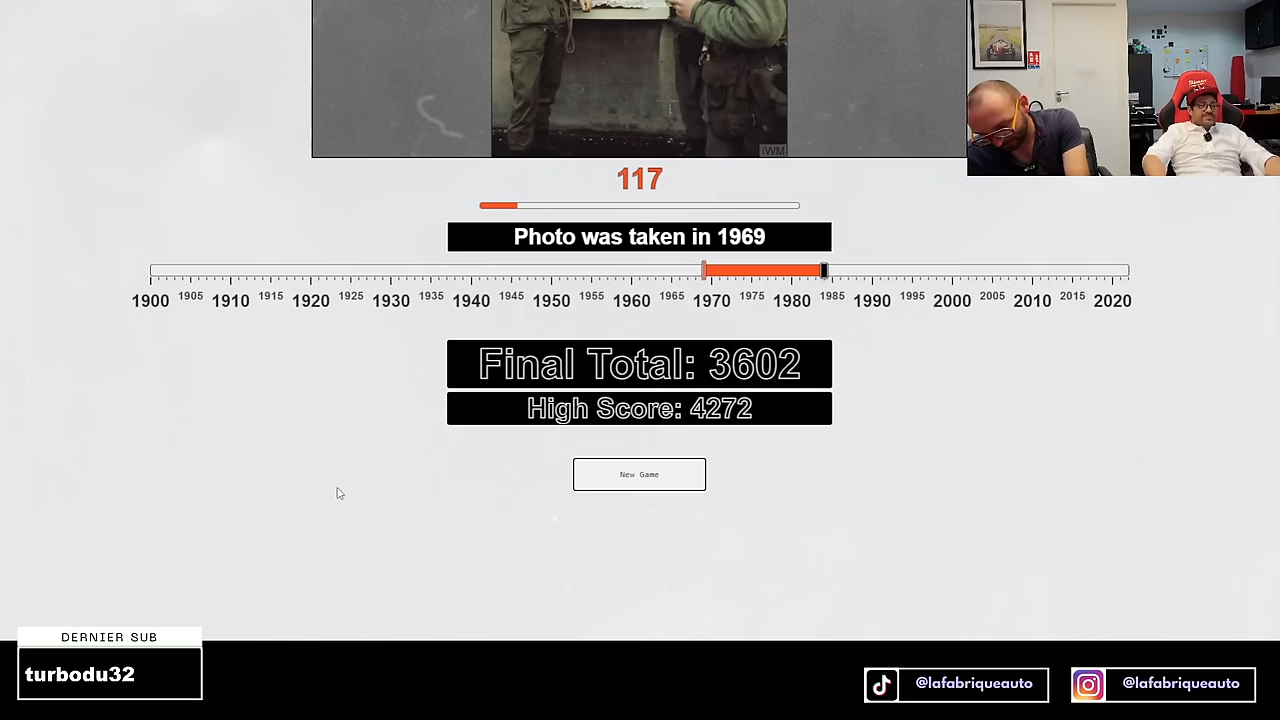 iWM
117
Photo was taken in 1969
1900 1905 1910 1915 1920 1925 1930 1935 1940 1945 1950 1955 1960 1965 1970 1975 1980 1985 1990 1995 2000 2005 2010 2015 2020
Final Total: 3602
High Score: 4272
New Game
DERNIER SUB
turbodu32
@lafabriqueauto
@lafabriqueauto